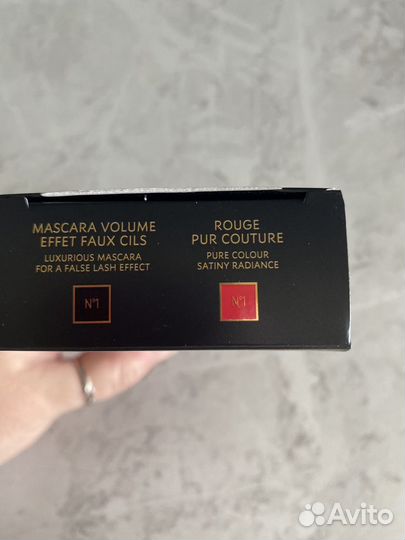 MASCARA VOLUME
EFFET FAUX CILS
LUXURIOUS MASCARA
FOR A FALSE LASH EFFECT
N°1
ROUGE
PUR COUTURE
PURE COLOUR
SATINY RADIANCE
N°1
Avito